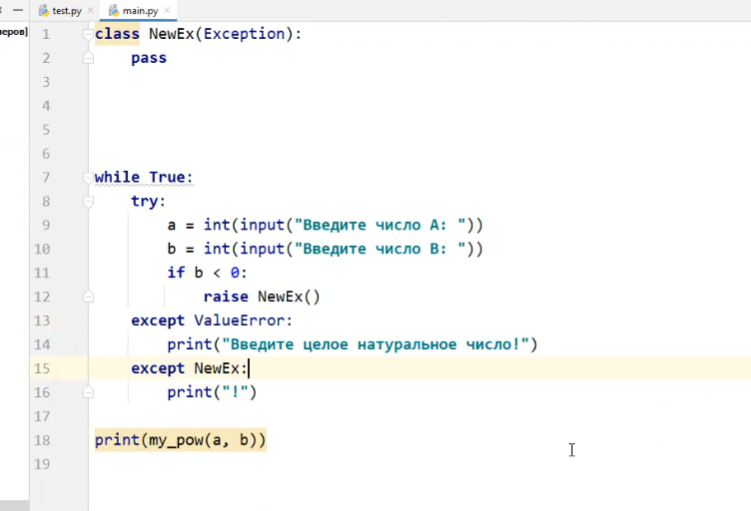 test.py main.py
меров]
1 class NewEx(Exception):
2 pass
3
4
5
6
7 while True:
8 try:
9 a = int(input("Введите число A: "))
10 b = int(input("Введите число B: "))
11 if b < 0:
12 raise NewEx()
13 except ValueError:
14 print("Введите целое натуральное число!")
15 except NewEx:
16 print("!")
17
18 print(my_pow(a, b))
19